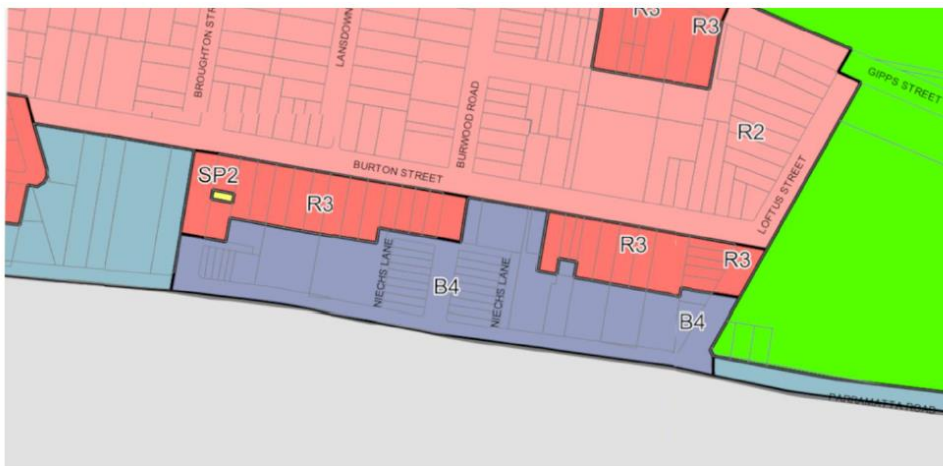 R3
R3
BROUGHTON STR
LANSDOWN
BURWOOD ROAD
GIPPS STREET
R2
BURTON STREET
LOFTUS STREET
SP2
R3
R3
R3
NIECHS LANE
B4
NIECHS LANE
B4
PARRAMATTA ROAD